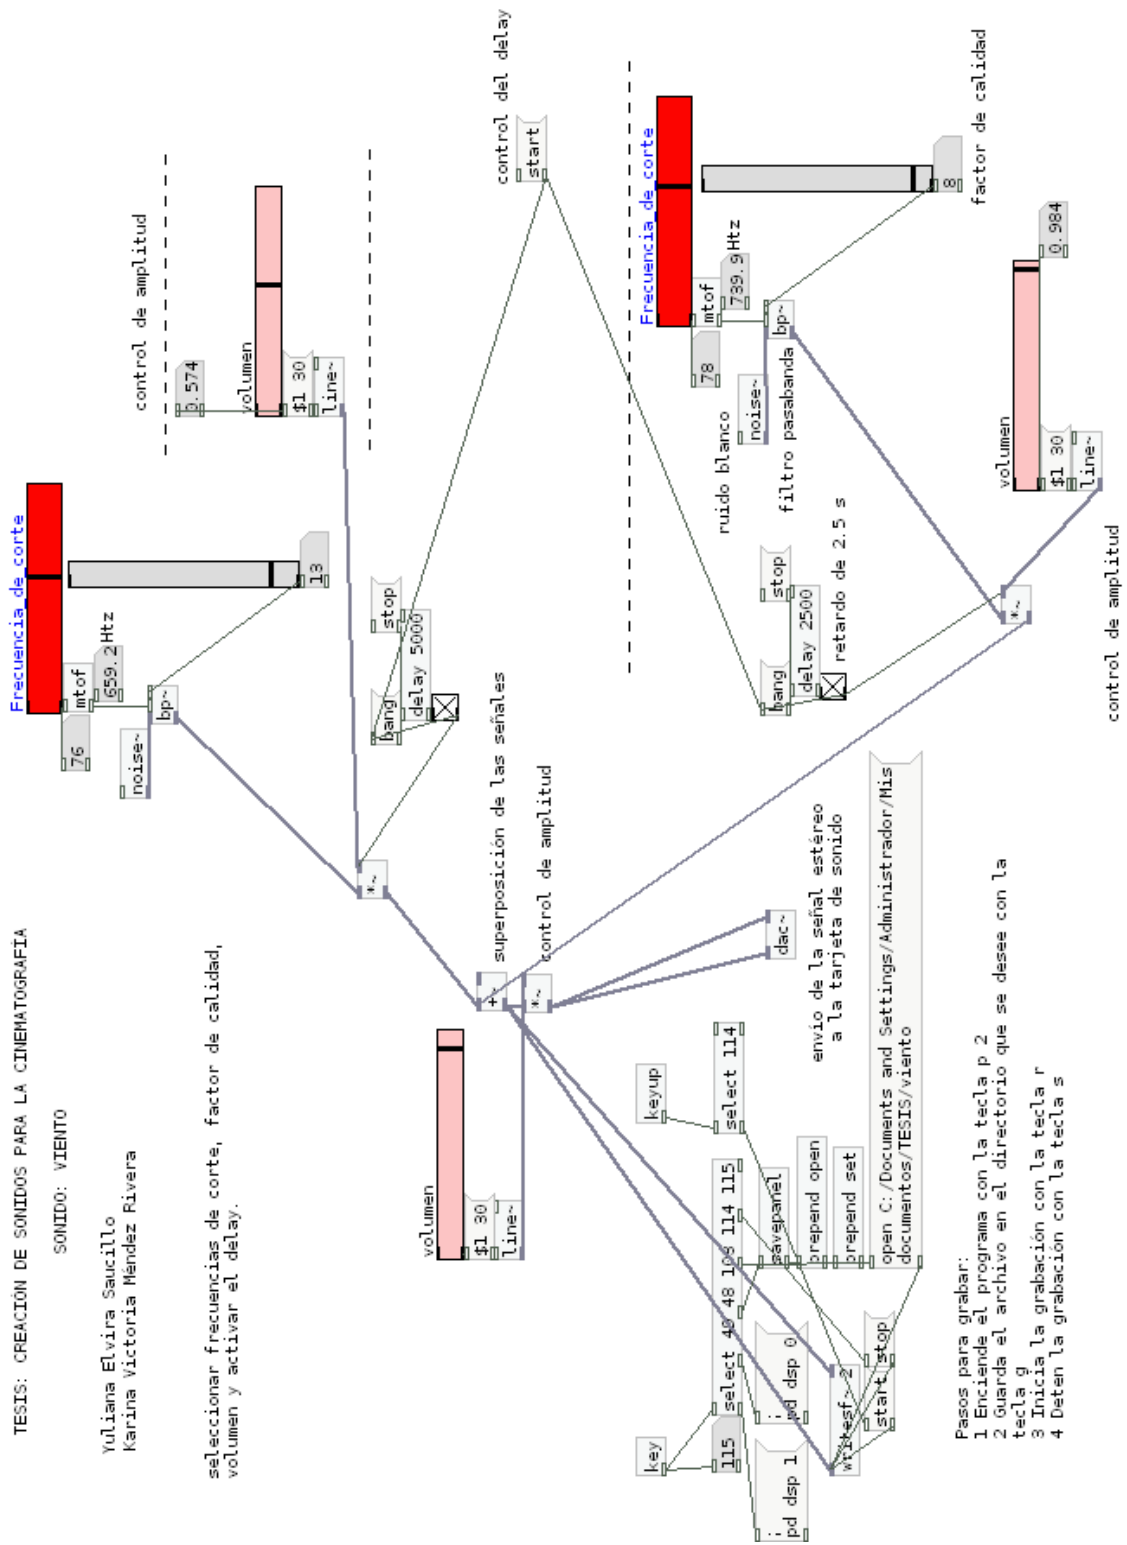 TESIS: CREACIÓN DE SONIDOS PARA LA CINEMATOGRAFÍA
SONIDO: VIENTO
Yuliana Elvira Saucillo
Karina Victoria Méndez Rivera
seleccionar frecuencias de corte, factor de calidad,
volumen y activar el delay.
Frecuencia_de_corte
76
mtof
659.2
Htz
noise~
bp~
13
control de amplitud
0.574
volumen
$1 30
line~
*~
bang
stop
delay 5000
control del delay
start
superposición de las señales
+~
control de amplitud
*~
volumen
$1 30
line~
dac~
envío de la señal estéreo
a la tarjeta de sonido
Frecuencia_de_corte
78
mtof
739.9
Htz
ruido blanco
noise~
bp~
filtro pasabanda
8
factor de calidad
bang
stop
delay 2500
retardo de 2.5 s
volumen
0.984
$1 30
line~
*~
control de amplitud
key
115
keyup
select 114
select 49 48 103 114 115
;
pd dsp 1
;
pd dsp 0
savepanel
prepend open
prepend set
open C:/Documents and Settings/Administrador/Mis
documentos/TESIS/viento
writesf~ 2
start
stop
Pasos para grabar:
1 Enciende el programa con la tecla p 2
2 Guarda el archivo en el directorio que se desee con la
tecla g
3 Inicia la grabación con la tecla r
4 Deten la grabación con la tecla s